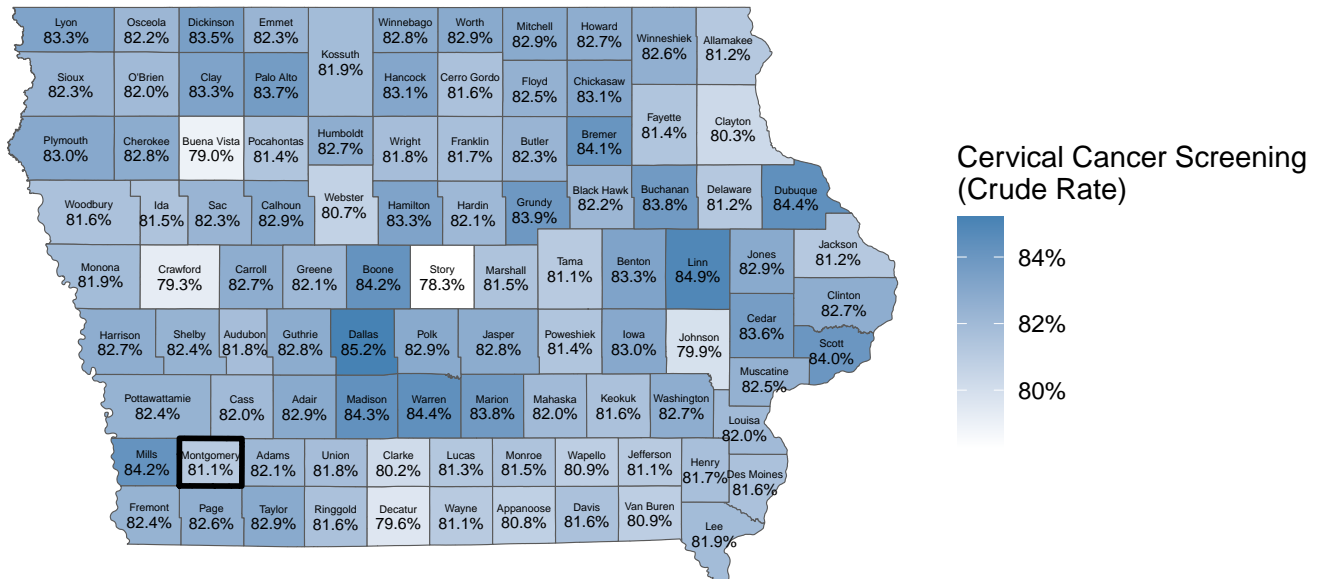 Lyon
83.3%
Osceola
82.2%
Dickinson
83.5%
Emmet
82.3%
Kossuth
81.9%
Winnebago
82.8%
Worth
82.9%
Mitchell
82.9%
Howard
82.7%
Winneshiek
82.6%
Allamakee
81.2%
Sioux
82.3%
O'Brien
82.0%
Clay
83.3%
Palo Alto
83.7%
Hancock
83.1%
Cerro Gordo
81.6%
Floyd
82.5%
Chickasaw
83.1%
Plymouth
83.0%
Cherokee
82.8%
Buena Vista
79.0%
Pocahontas
81.4%
Humboldt
82.7%
Wright
81.8%
Franklin
81.7%
Butler
82.3%
Bremer
84.1%
Fayette
81.4%
Clayton
80.3%
Woodbury
81.6%
Ida
81.5%
Sac
82.3%
Calhoun
82.9%
Webster
80.7%
Hamilton
83.3%
Hardin
82.1%
Grundy
83.9%
Black Hawk
82.2%
Buchanan
83.8%
Delaware
81.2%
Dubuque
84.4%
Monona
81.9%
Crawford
79.3%
Carroll
82.7%
Greene
82.1%
Boone
84.2%
Story
78.3%
Marshall
81.5%
Tama
81.1%
Benton
83.3%
Linn
84.9%
Jones
82.9%
Jackson
81.2%
Clinton
82.7%
Harrison
82.7%
Shelby
82.4%
Audubon
81.8%
Guthrie
82.8%
Dallas
85.2%
Polk
82.9%
Jasper
82.8%
Poweshiek
81.4%
Iowa
83.0%
Johnson
79.9%
Cedar
83.6%
Scott
84.0%
Muscatine
82.5%
Pottawattamie
82.4%
Cass
82.0%
Adair
82.9%
Madison
84.3%
Warren
84.4%
Marion
83.8%
Mahaska
82.0%
Keokuk
81.6%
Washington
82.7%
Louisa
82.0%
Mills
84.2%
Montgomery
81.1%
Adams
82.1%
Union
81.8%
Clarke
80.2%
Lucas
81.3%
Monroe
81.5%
Wapello
80.9%
Jefferson
81.1%
Henry
81.7%
Des Moines
81.6%
Fremont
82.4%
Page
82.6%
Taylor
82.9%
Ringgold
81.6%
Decatur
79.6%
Wayne
81.1%
Appanoose
80.8%
Davis
81.6%
Van Buren
80.9%
Lee
81.9%
Cervical Cancer Screening
(Crude Rate)
84%
82%
80%